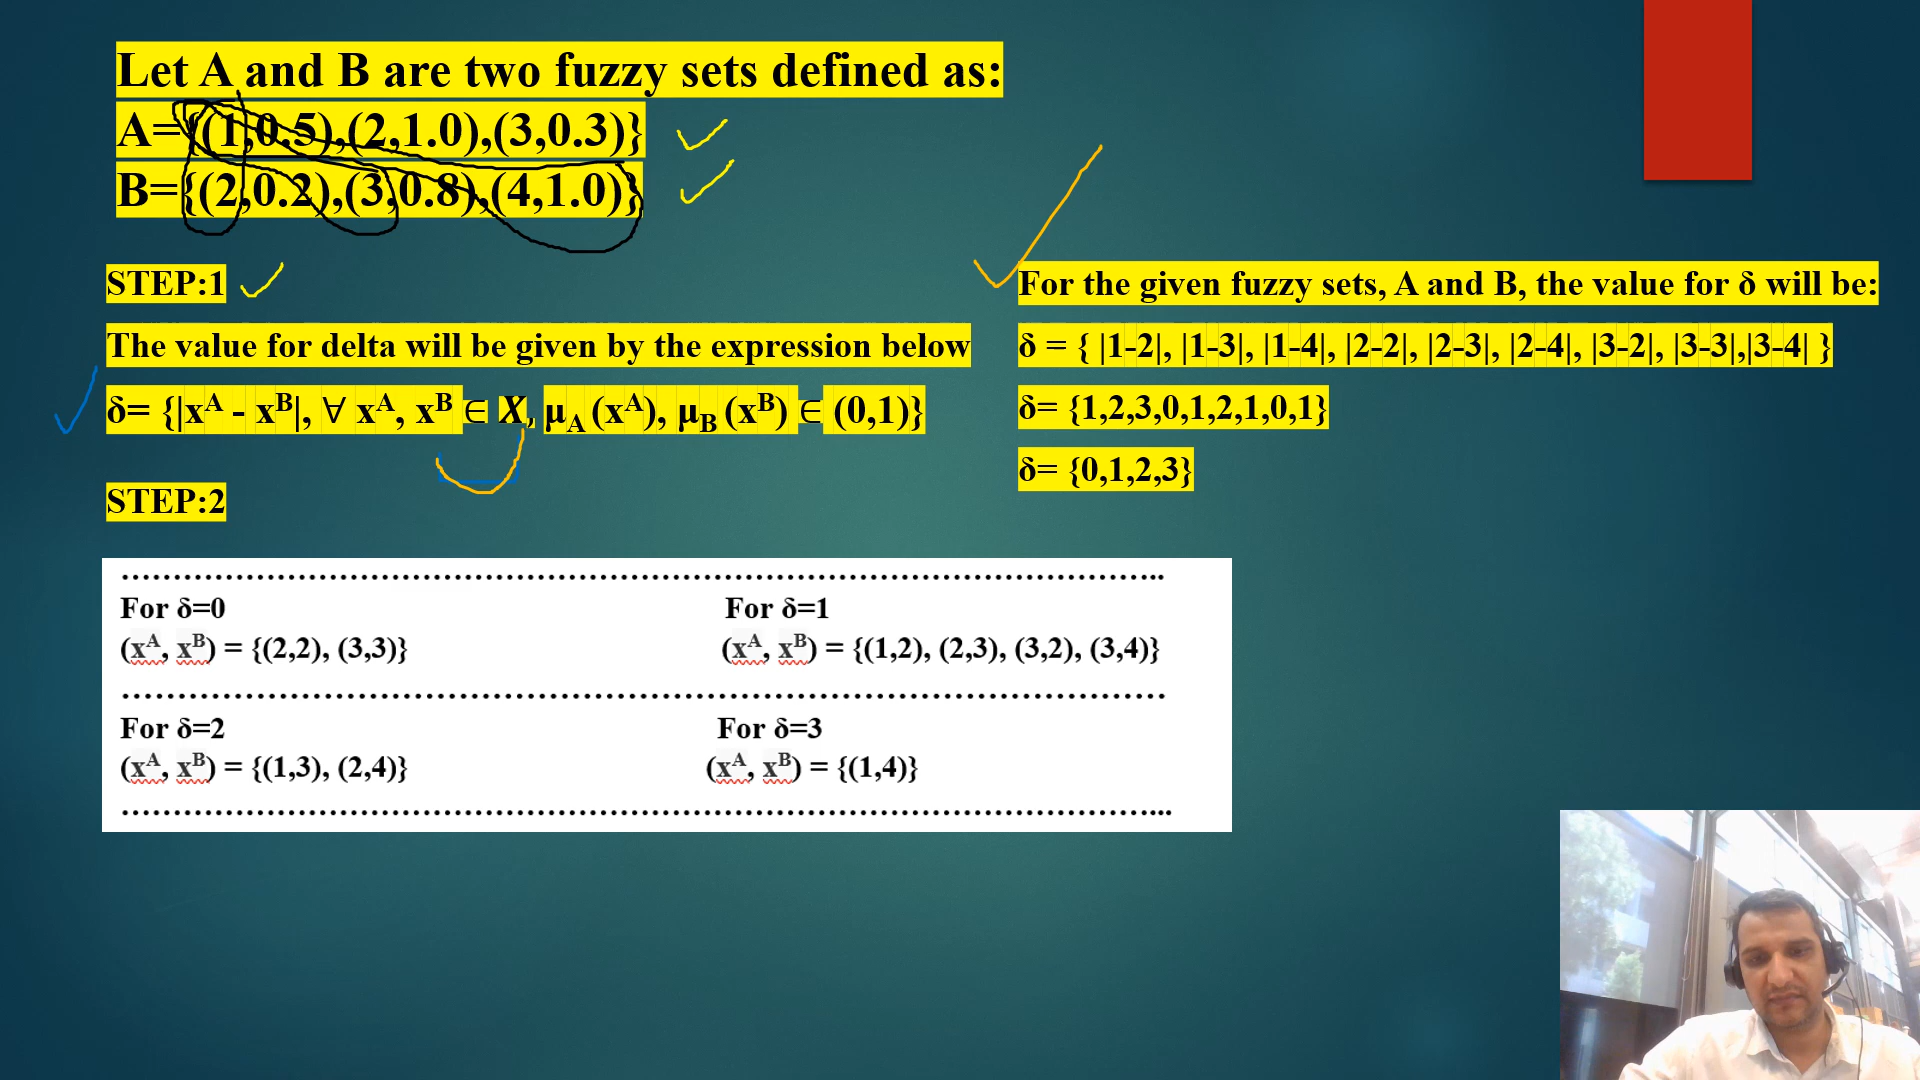 Let A and B are two fuzzy sets defined as:
A={(1,0.5),(2,1.0),(3,0.3)}
B={(2,0.2),(3,0.8),(4,1.0)}
STEP:1
The value for delta will be given by the expression below
δ= {|xᴬ - xᴮ|, ∀ xᴬ, xᴮ ∈ X, μ_A (xᴬ), μ_B (xᴮ) ∈ (0,1)}
For the given fuzzy sets, A and B, the value for δ will be:
δ = { |1-2|, |1-3|, |1-4|, |2-2|, |2-3|, |2-4|, |3-2|, |3-3|,|3-4| }
δ= {1,2,3,0,1,2,1,0,1}
δ= {0,1,2,3}
STEP:2
For δ=0 For δ=1
(xᴬ, xᴮ) = {(2,2), (3,3)} (xᴬ, xᴮ) = {(1,2), (2,3), (3,2), (3,4)}
For δ=2 For δ=3
(xᴬ, xᴮ) = {(1,3), (2,4)} (xᴬ, xᴮ) = {(1,4)}